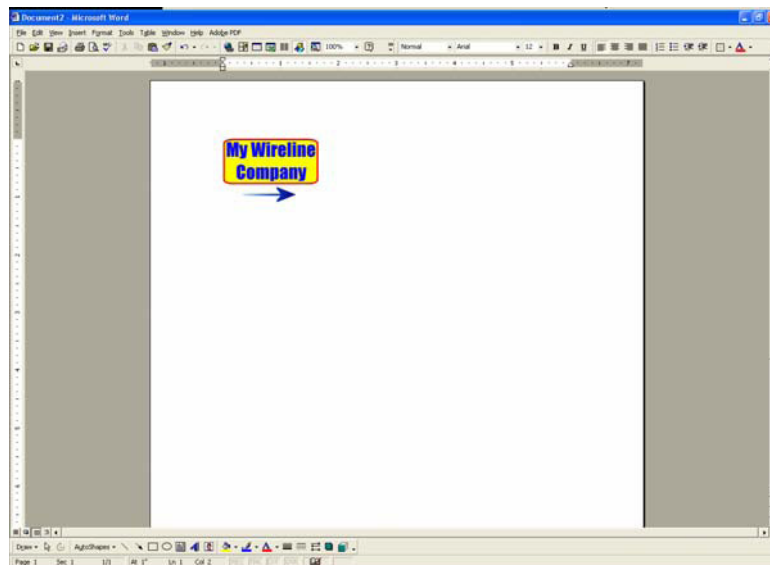 Document2 - Microsoft Word
File Edit View Insert Format Tools Table Window Help Adobe PDF
100% Normal Arial 12 B I U
My Wireline
Company
Draw AutoShapes
Page 1 Sec 1 1/1 At 1" Ln 1 Col 2